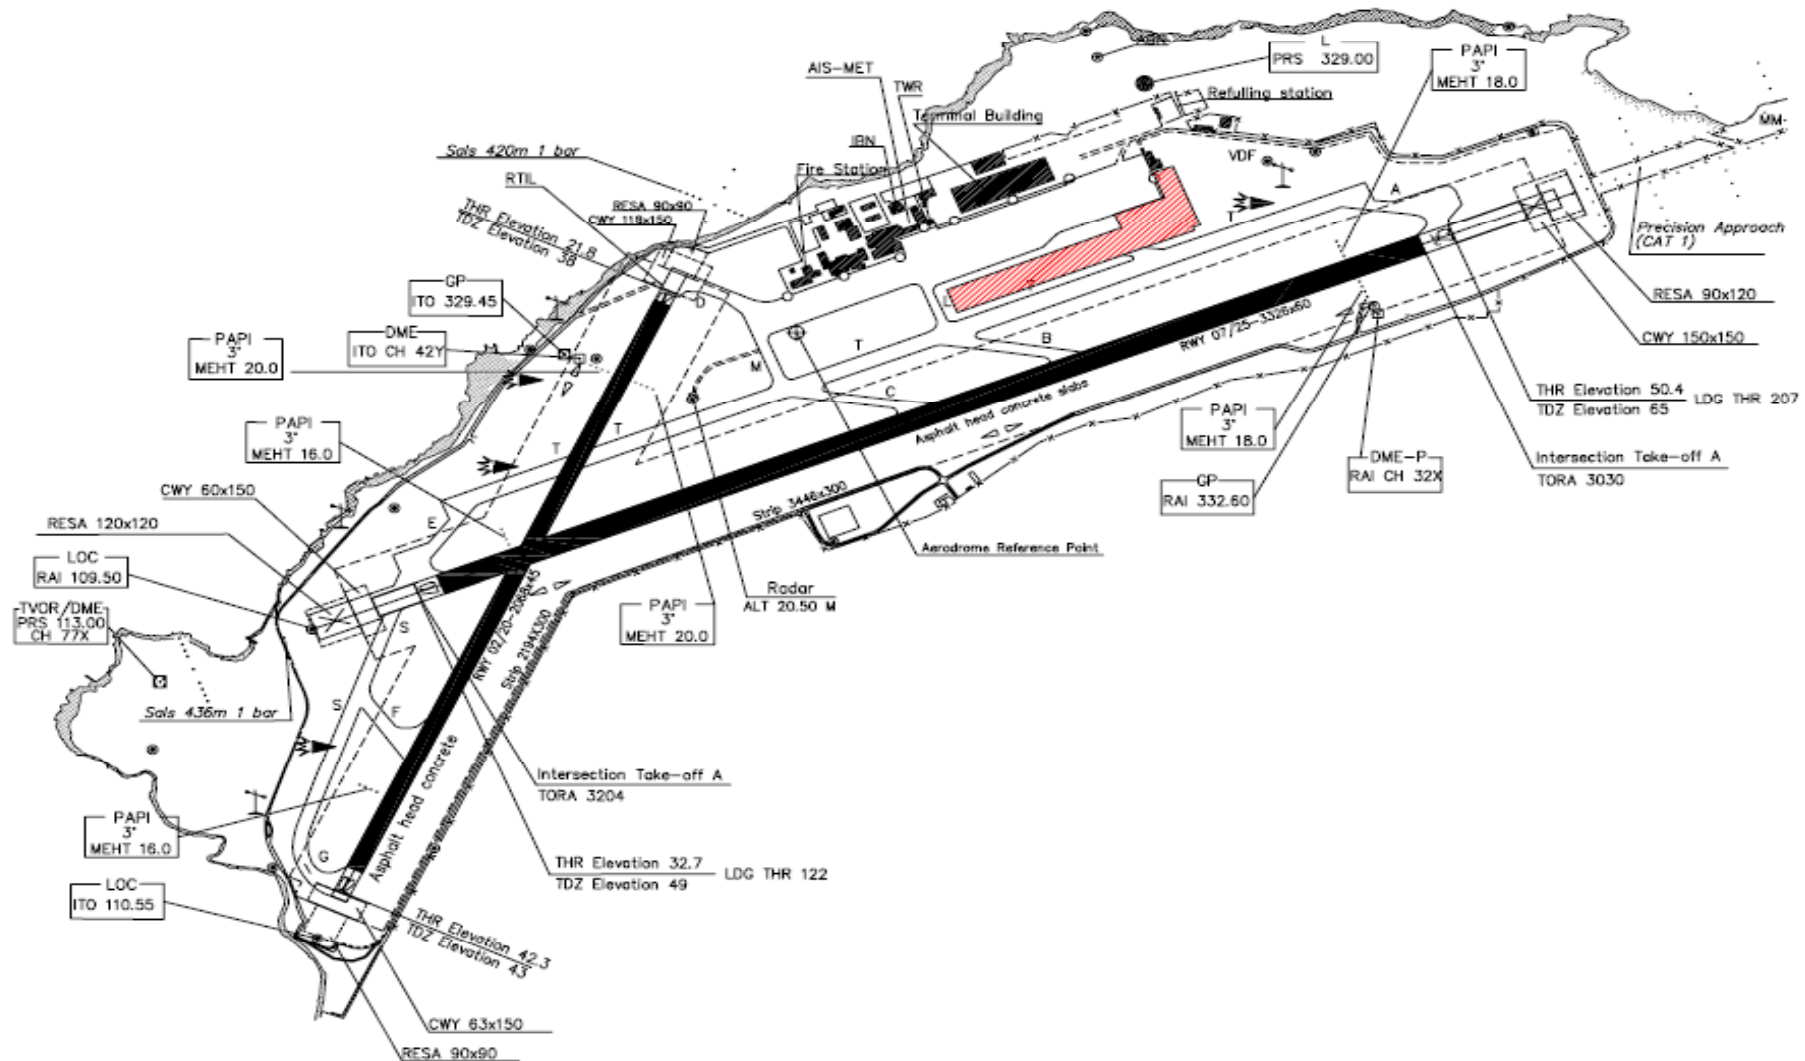 L
PRS 329.00
PAPI
3°
MEHT 18.0
AIS-MET
TWR
Refulling station
Terminal Building
MM
IBN
Sals 420m 1 bar
VDF
Fire Station
RTIL
RESA 90x90
CWY 118x150
THR Elevation 21.8
TDZ Elevation 38
A
T
Precision Approach
(CAT 1)
GP
ITO 329.45
D
L
RESA 90x120
DME
ITO CH 42Y
PAPI
3°
MEHT 20.0
T
B
RWY 07/25-3326x60
CWY 150x150
M
C
Asphalt head concrete slabs
THR Elevation 50.4
TDZ Elevation 65
LDG THR 207
PAPI
3°
MEHT 16.0
T
T
PAPI
3°
MEHT 18.0
DME-P
RAI CH 32X
Intersection Take-off A
TORA 3030
GP
RAI 332.60
CWY 60x150
Strip 3446x300
RESA 120x120
E
Aerodrome Reference Point
LOC
RAI 109.50
Radar
ALT 20.50 M
TVOR/DME
PRS 113.00
CH 77X
PAPI
3°
MEHT 20.0
RWY 02/20-2068x45
Strip 2194X300
S
S
F
Sals 436m 1 bar
Intersection Take-off A
TORA 3204
Asphalt head concrete
PAPI
3°
MEHT 16.0
G
THR Elevation 32.7
TDZ Elevation 49
LDG THR 122
LOC
ITO 110.55
THR Elevation 42.3
TDZ Elevation 43
CWY 63x150
RESA 90x90